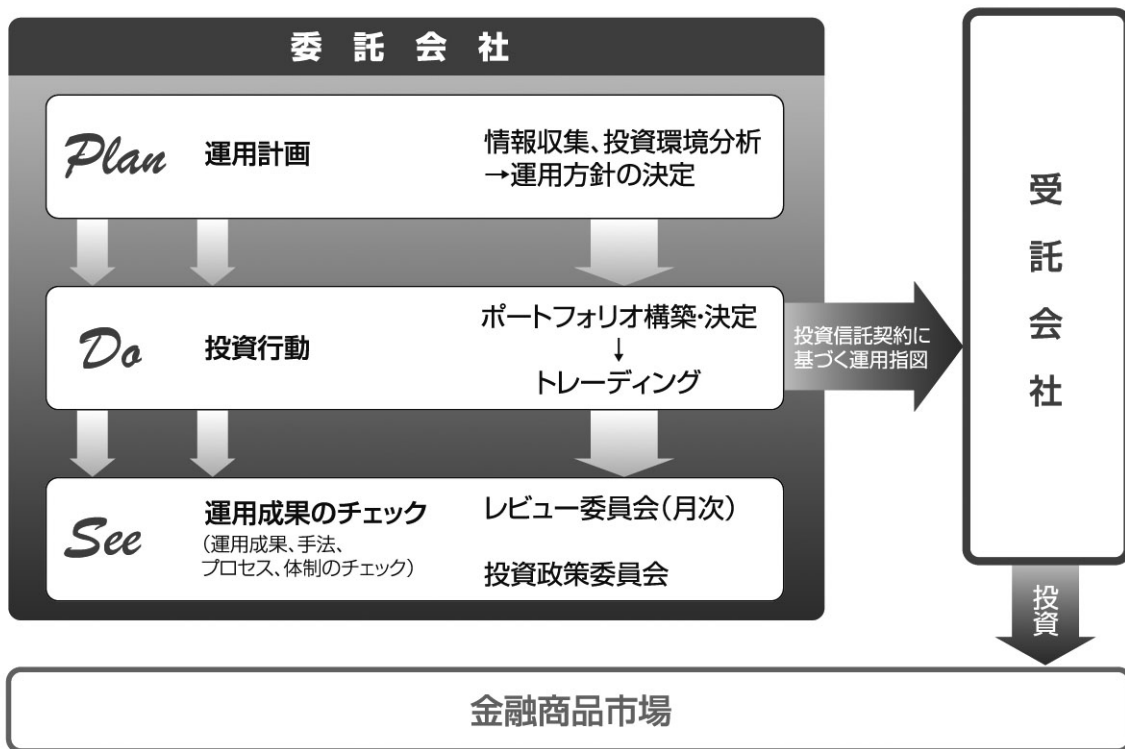 委託会社
Plan
運用計画
情報収集、投資環境分析
→運用方針の決定
Do
投資行動
ポートフォリオ構築・決定
↓
トレーディング
投資信託契約に
基づく運用指図
See
運用成果のチェック
(運用成果、手法、
プロセス、体制のチェック)
レビュー委員会(月次)
投資政策委員会
受託会社
投資
金融商品市場